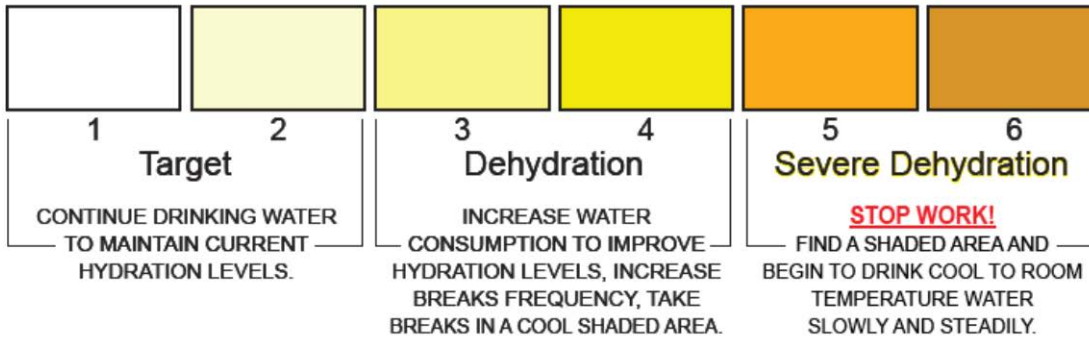 1
2
Target
CONTINUE DRINKING WATER
TO MAINTAIN CURRENT
HYDRATION LEVELS.
3
4
Dehydration
INCREASE WATER
CONSUMPTION TO IMPROVE
HYDRATION LEVELS, INCREASE
BREAKS FREQUENCY, TAKE
BREAKS IN A COOL SHADED AREA.
5
6
Severe Dehydration
STOP WORK!
FIND A SHADED AREA AND
BEGIN TO DRINK COOL TO ROOM
TEMPERATURE WATER
SLOWLY AND STEADILY.